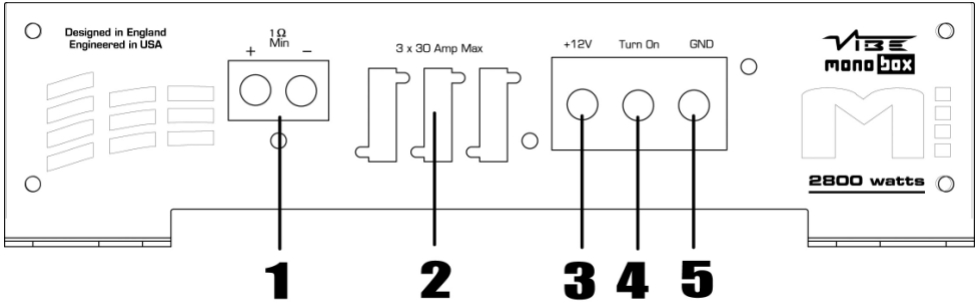 Designed in England
Engineered in USA
1Ω
Min
+ −
3 x 30 Amp Max
+12V Turn On GND
VIBE
mono box
M
2800 watts
1 2 3 4 5